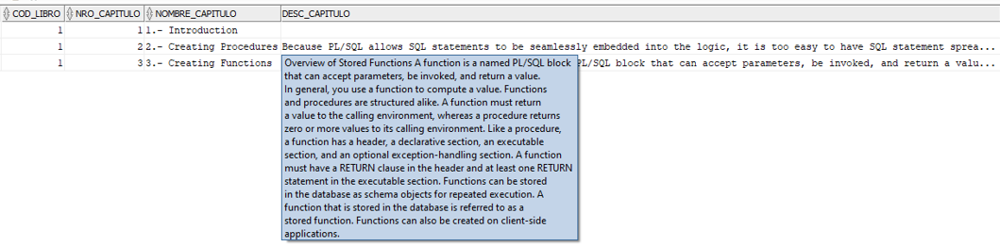 COD_LIBRO NRO_CAPITULO NOMBRE_CAPITULO DESC_CAPITULO
1 1 1.- Introduction
1 2 2.- Creating Procedures Because PL/SQL allows SQL statements to be seamlessly embedded into the logic, it is too easy to have SQL statement sprea...
1 3 3.- Creating Functions PL/SQL block that can accept parameters, be invoked, and return a valu...
Overview of Stored Functions A function is a named PL/SQL block
that can accept parameters, be invoked, and return a value.
In general, you use a function to compute a value. Functions
and procedures are structured alike. A function must return
a value to the calling environment, whereas a procedure returns
zero or more values to its calling environment. Like a procedure,
a function has a header, a declarative section, an executable
section, and an optional exception-handling section. A function
must have a RETURN clause in the header and at least one RETURN
statement in the executable section. Functions can be stored
in the database as schema objects for repeated execution. A
function that is stored in the database is referred to as a
stored function. Functions can also be created on client-side
applications.